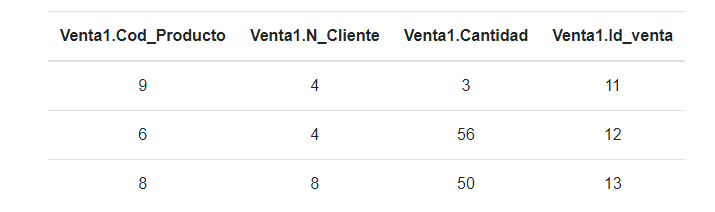 Venta1.Cod_Producto Venta1.N_Cliente Venta1.Cantidad Venta1.Id_venta
9 4 3 11
6 4 56 12
8 8 50 13